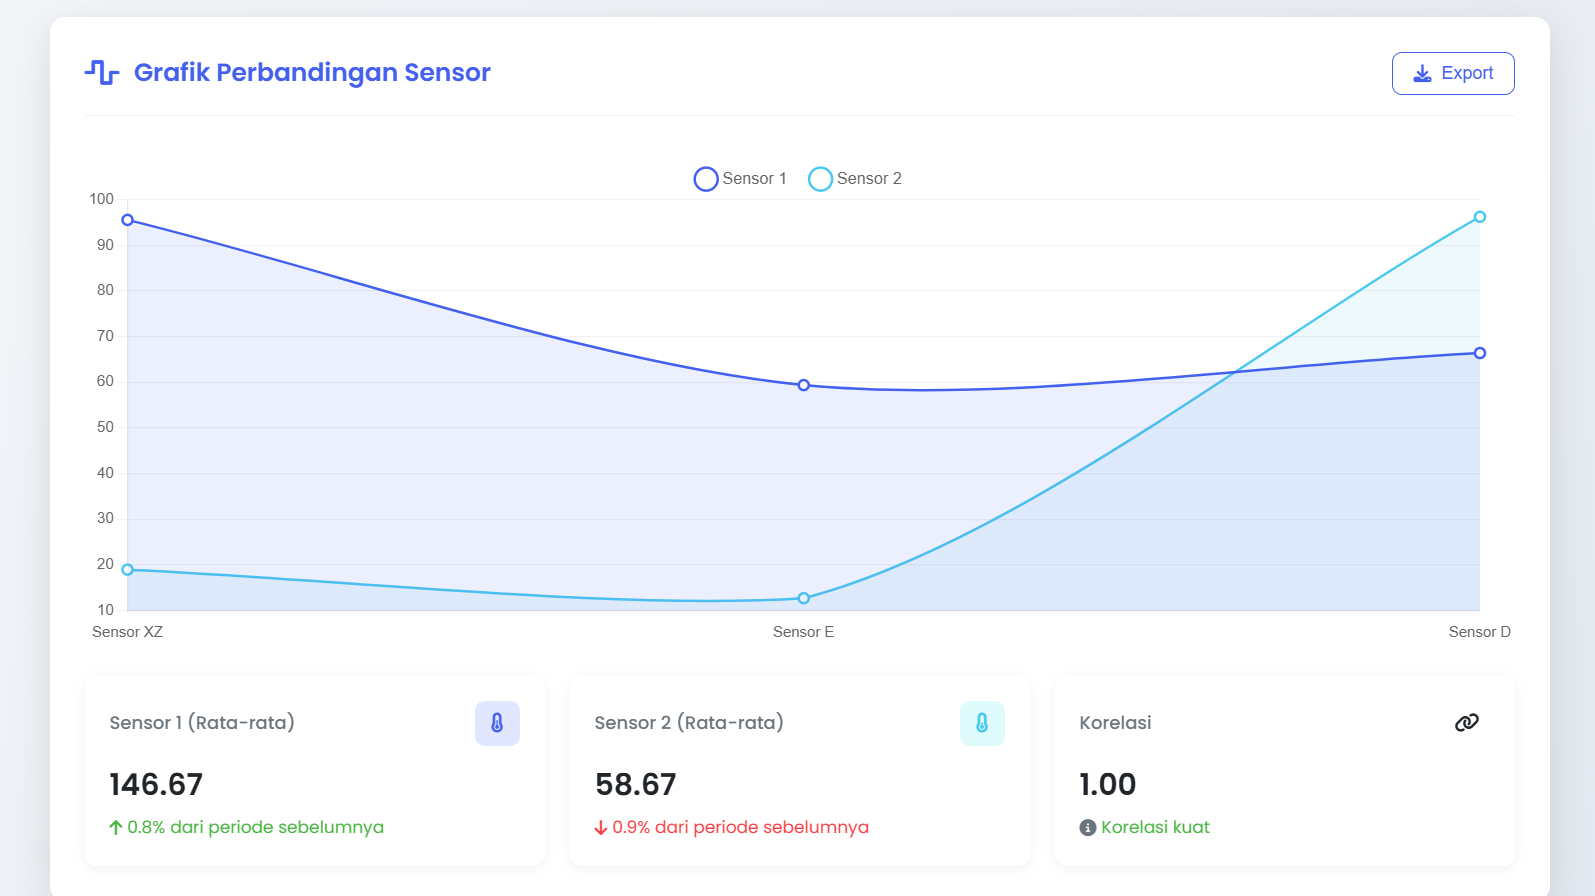 Grafik Perbandingan Sensor
Export
Sensor 1
Sensor 2
100
90
80
70
60
50
40
30
20
10
Sensor XZ
Sensor E
Sensor D
Sensor 1 (Rata-rata)
146.67
0.8% dari periode sebelumnya
Sensor 2 (Rata-rata)
58.67
0.9% dari periode sebelumnya
Korelasi
1.00
Korelasi kuat